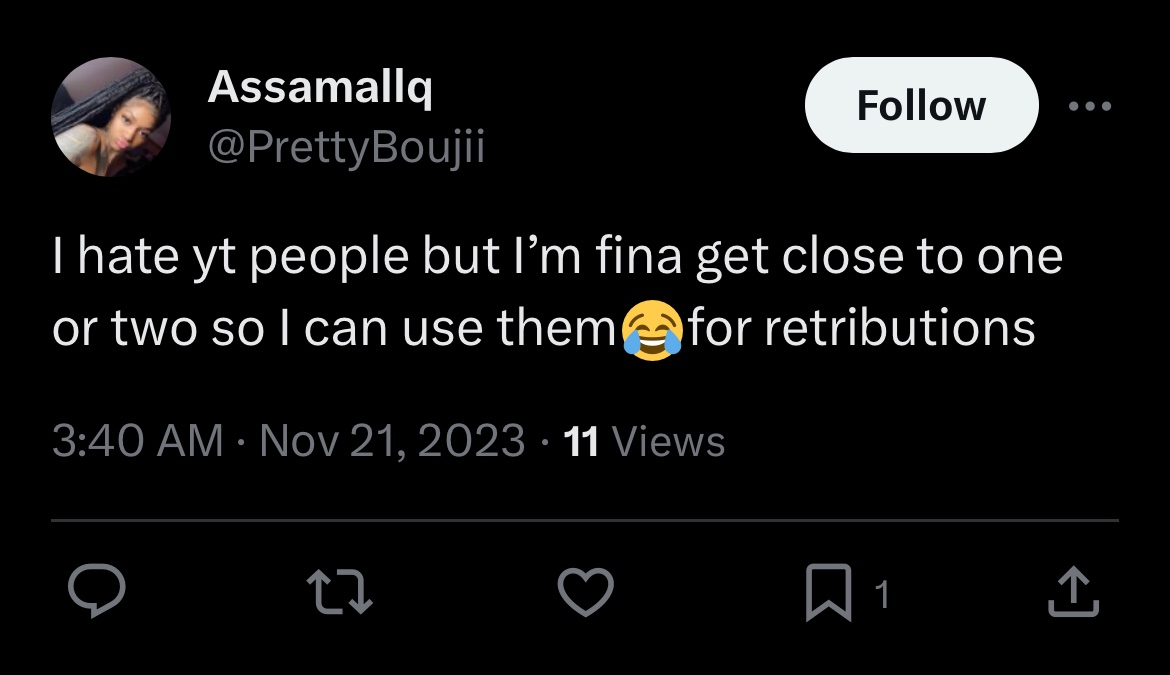 Assamallq
@PrettyBoujii
Follow
I hate yt people but I’m fina get close to one
or two so I can use them😂for retributions
3:40 AM · Nov 21, 2023 · 11 Views
1